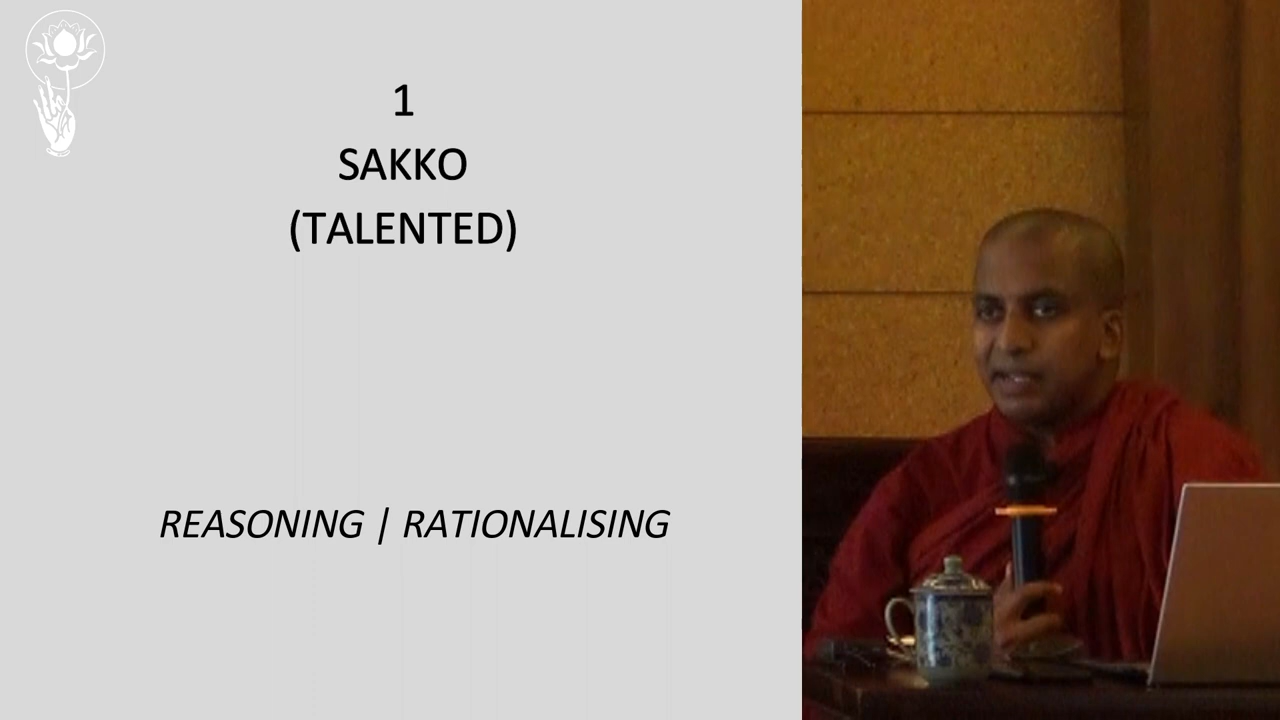 1
SAKKO
(TALENTED)
REASONING | RATIONALISING